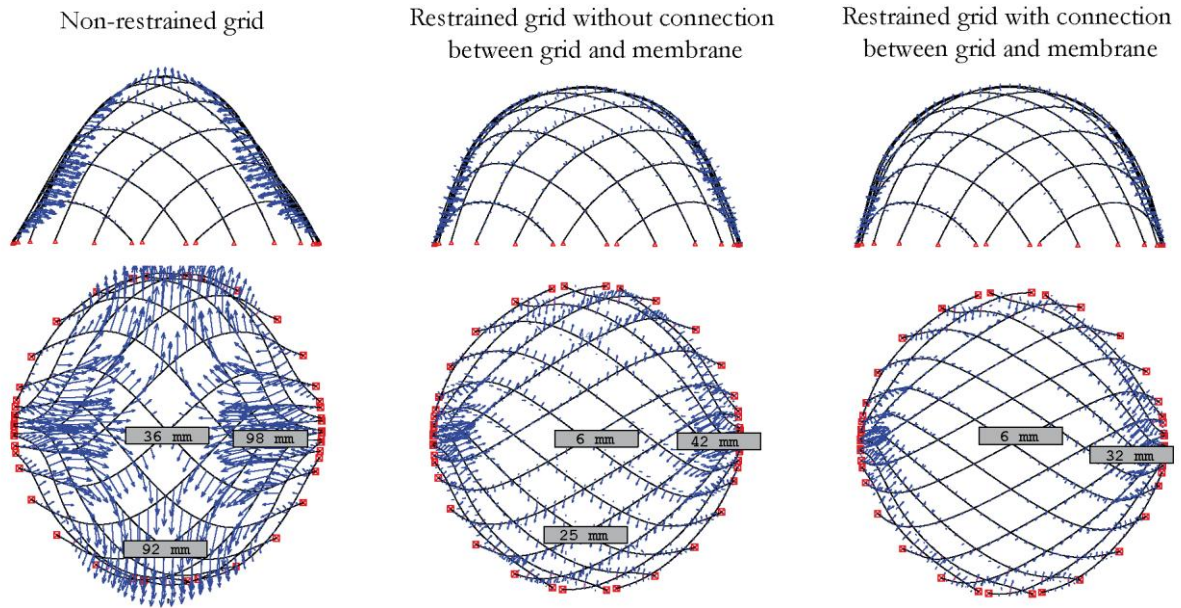 Non-restrained grid
Restrained grid without connection
between grid and membrane
Restrained grid with connection
between grid and membrane
36 mm
98 mm
92 mm
6 mm
42 mm
25 mm
6 mm
32 mm